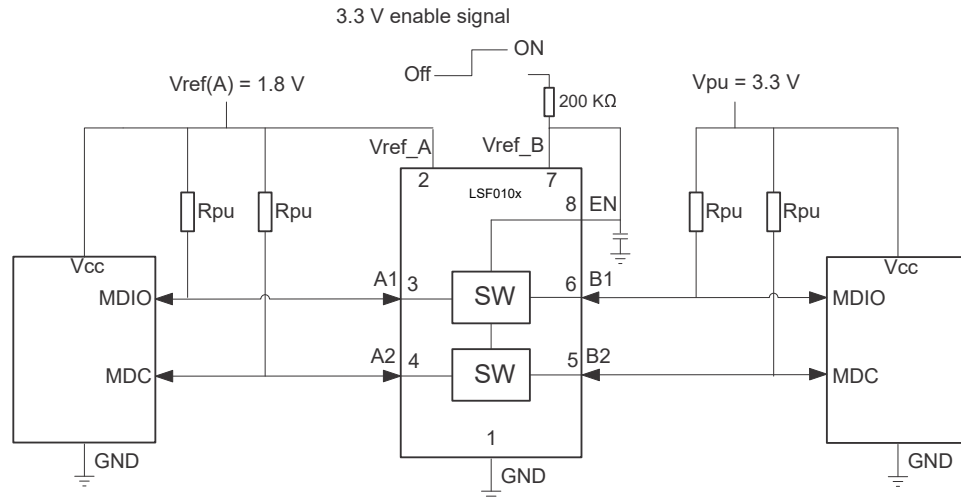 3.3 V enable signal
ON
Off
Vref(A) = 1.8 V
Vpu = 3.3 V
200 KΩ
Vref_A
Vref_B
2
7
LSF010x
8
EN
Rpu
Rpu
Rpu
Rpu
Vcc
Vcc
MDIO
A1
3
SW
6
B1
MDIO
MDC
A2
4
SW
5
B2
MDC
1
GND
GND
GND